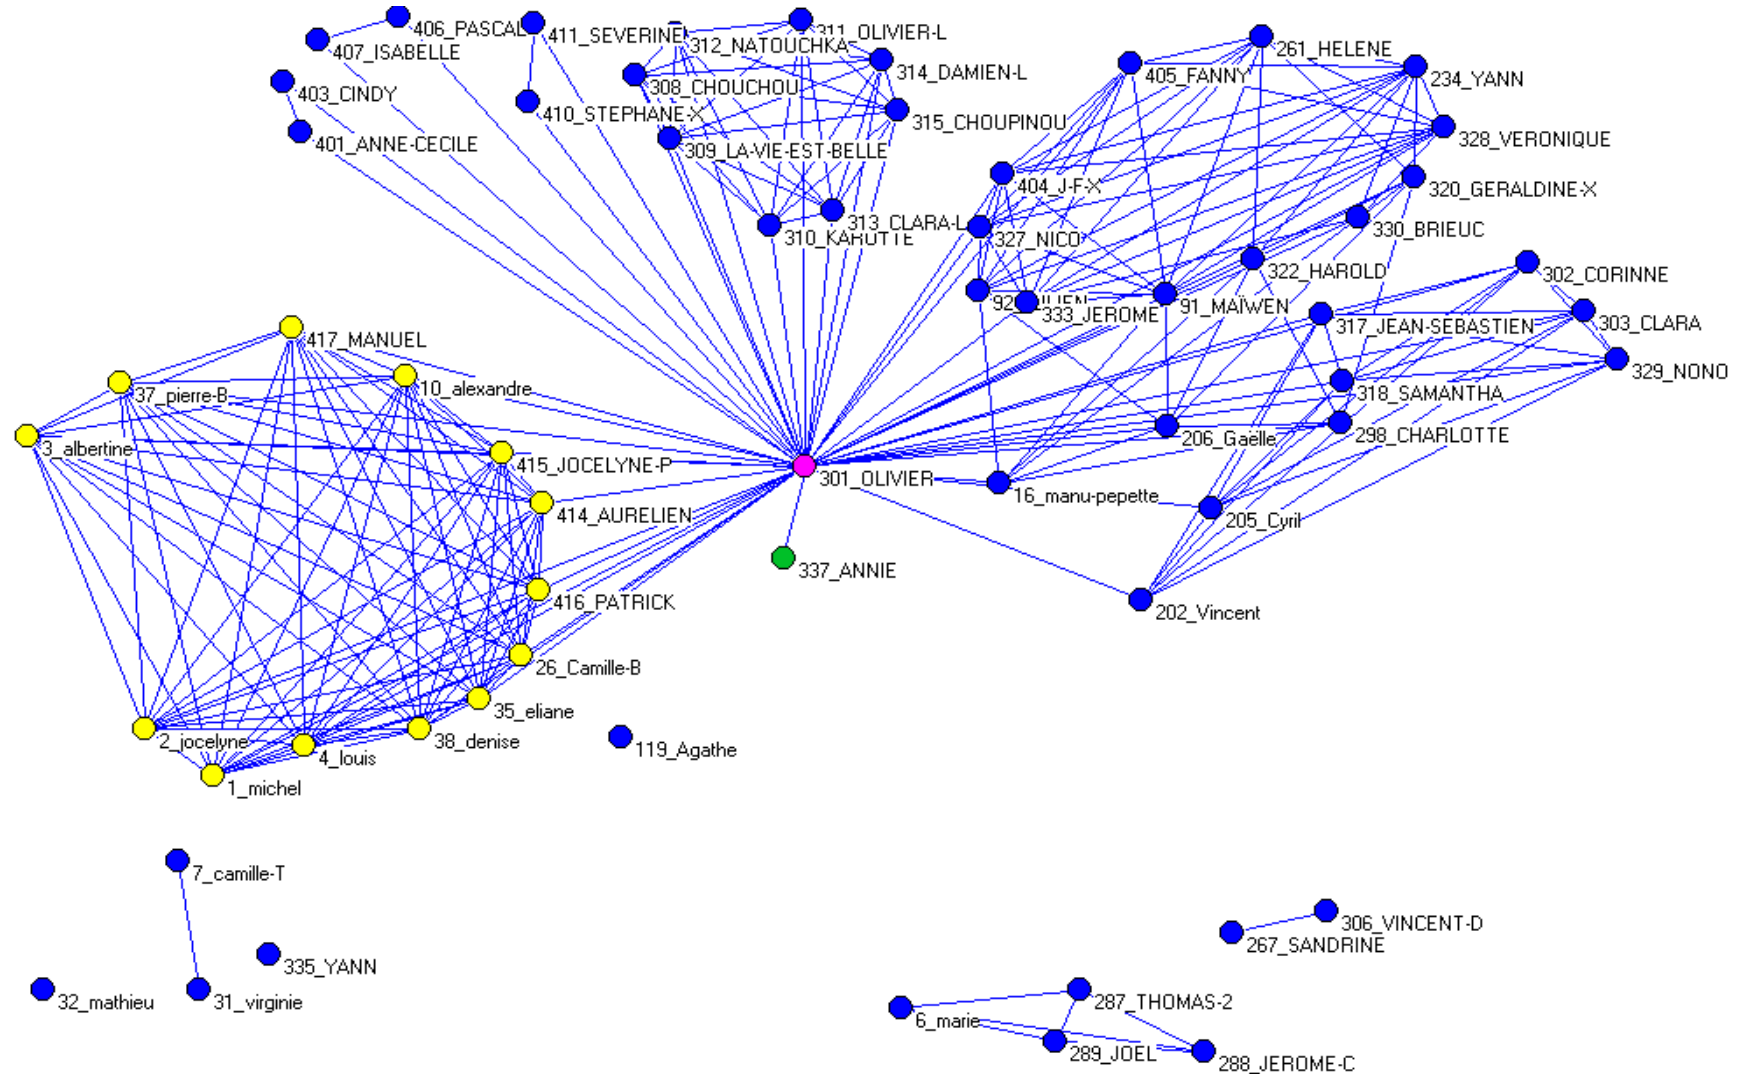 406_PASCAL
411_SEVERINE
311_OLIVIER-L
312_NATOUCHKA
407_ISABELLE
261_HELENE
314_DAMIEN-L
405_FANNY
234_YANN
403_CINDY
308_CHOUCHOU
410_STEPHANE-X
315_CHOUPINOU
328_VERONIQUE
401_ANNE-CECILE
309_LA-VIE-EST-BELLE
404_J-F-X
320_GERALDINE-X
313_CLARA-L
310_KAROTTE
327_NICO
330_BRIEUC
322_HAROLD
302_CORINNE
333_JEROME
91_MAIWEN
317_JEAN-SEBASTIEN
303_CLARA
417_MANUEL
329_NONO
37_pierre-B
10_alexandre
318_SAMANTHA
3_albertine
206_Gaëlle
298_CHARLOTTE
415_JOCELYNE-P
301_OLIVIER
16_manu-pepette
414_AURELIEN
205_Cyril
337_ANNIE
416_PATRICK
202_Vincent
26_Camille-B
35_eliane
2_jocelyne
38_denise
4_louis
119_Agathe
1_michel
7_camille-T
306_VINCENT-D
267_SANDRINE
335_YANN
32_mathieu
31_virginie
287_THOMAS-2
6_marie
289_JOEL
288_JEROME-C